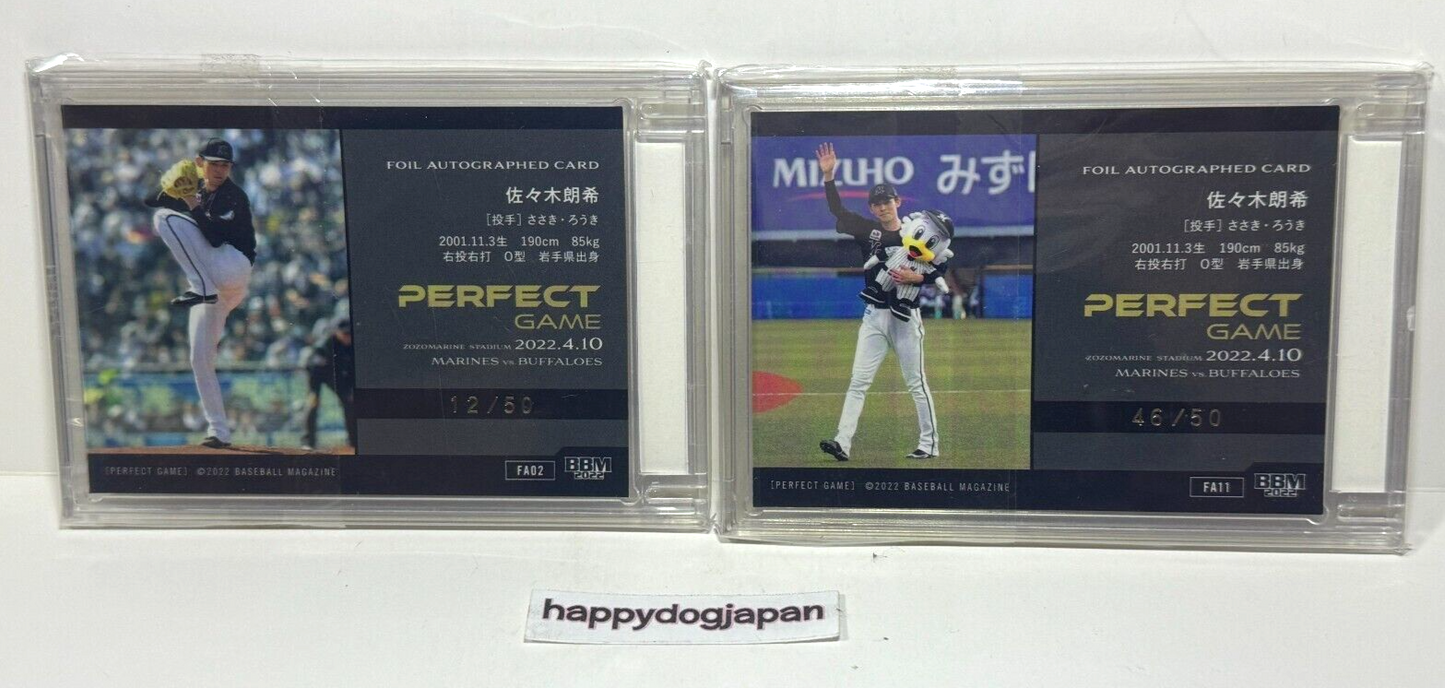 FOIL AUTOGRAPHED CARD
佐々木朗希
［投手］ささき・ろうき
2001.11.3生 190cm 85kg
右投右打 O型 岩手県出身
PERFECT
GAME
ZOZOMARINE STADIUM 2022.4.10
MARINES vs BUFFALOES
12/50
［PERFECT GAME］ ©2022 BASEBALL MAGAZINE
FA02
BBM
2022
MIZUHO みず
FOIL AUTOGRAPHED CARD
佐々木朗希
［投手］ささき・ろうき
2001.11.3生 190cm 85kg
右投右打 O型 岩手県出身
PERFECT
GAME
ZOZOMARINE STADIUM 2022.4.10
MARINES vs BUFFALOES
46/50
［PERFECT GAME］ ©2022 BASEBALL MAGAZINE
FA11
BBM
2022
happydogjapan